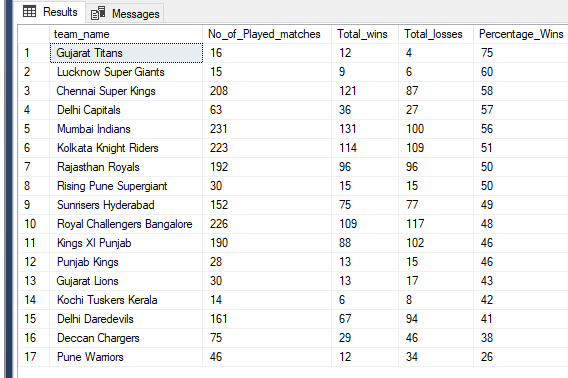 Results Messages
team_name No_of_Played_matches Total_wins Total_losses Percentage_Wins
1 Gujarat Titans 16 12 4 75
2 Lucknow Super Giants 15 9 6 60
3 Chennai Super Kings 208 121 87 58
4 Delhi Capitals 63 36 27 57
5 Mumbai Indians 231 131 100 56
6 Kolkata Knight Riders 223 114 109 51
7 Rajasthan Royals 192 96 96 50
8 Rising Pune Supergiant 30 15 15 50
9 Sunrisers Hyderabad 152 75 77 49
10 Royal Challengers Bangalore 226 109 117 48
11 Kings XI Punjab 190 88 102 46
12 Punjab Kings 28 13 15 46
13 Gujarat Lions 30 13 17 43
14 Kochi Tuskers Kerala 14 6 8 42
15 Delhi Daredevils 161 67 94 41
16 Deccan Chargers 75 29 46 38
17 Pune Warriors 46 12 34 26